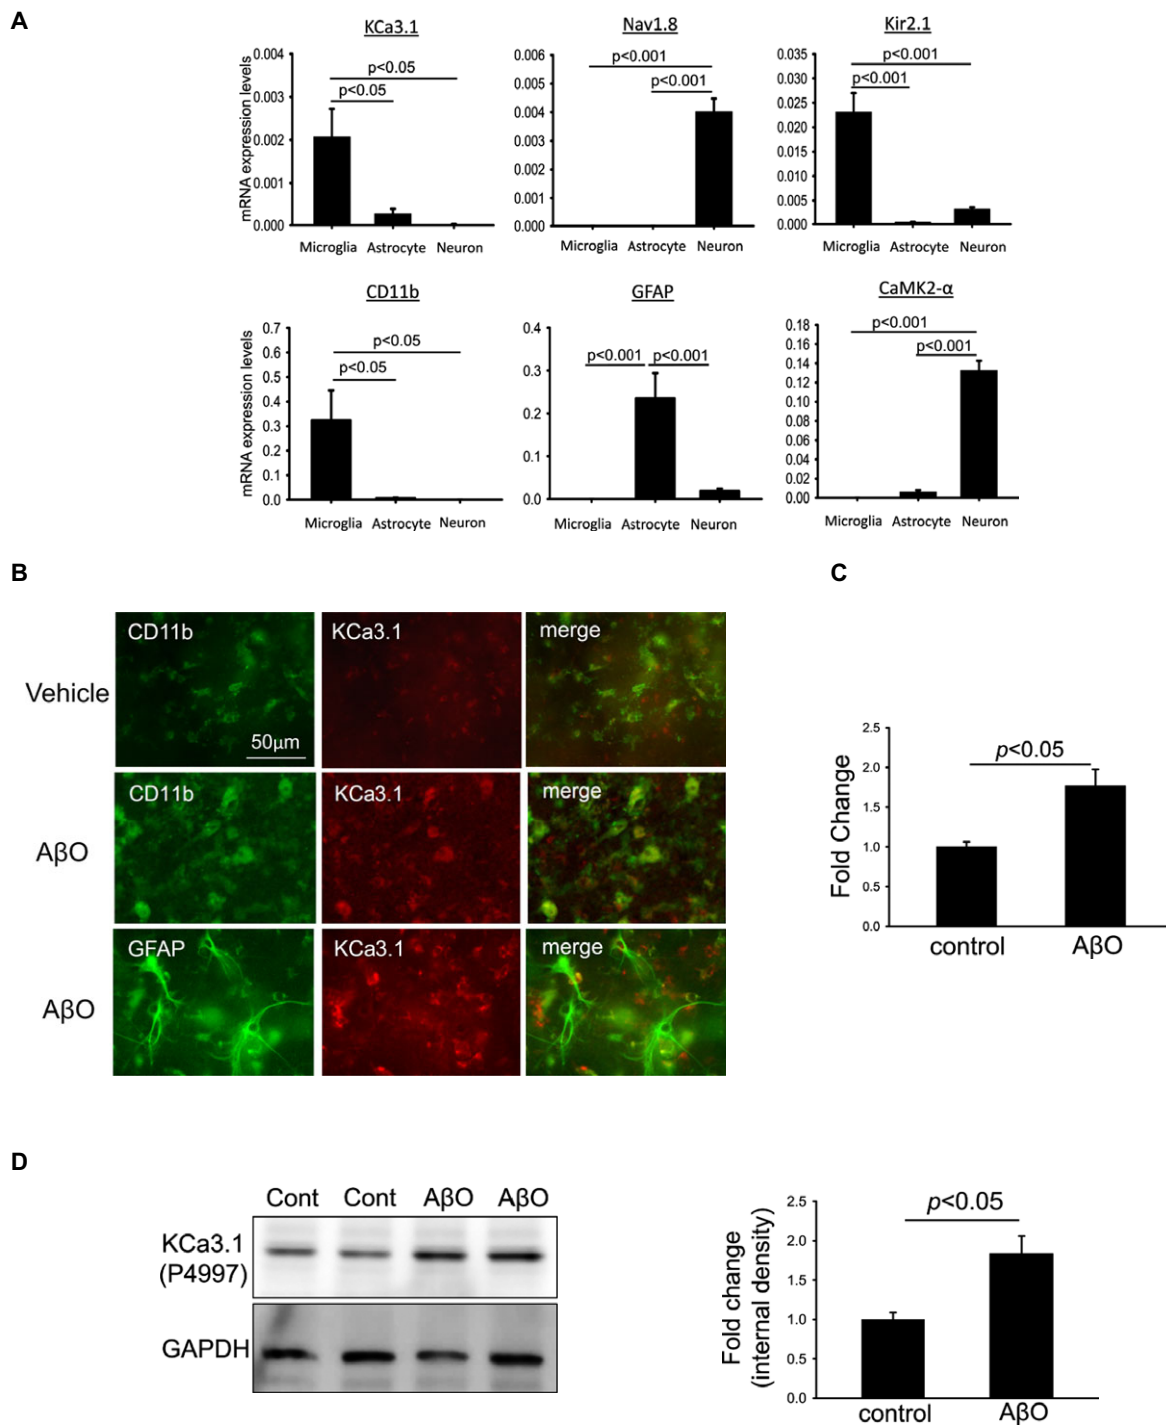 A
KCa3.1
Nav1.8
Kir2.1
mRNA expression levels
0.004
0.003
0.002
0.001
0.000
p<0.05
p<0.05
Microglia Astrocyte Neuron
0.006
0.005
0.004
0.003
0.002
0.001
0.000
p<0.001
p<0.001
Microglia Astrocyte Neuron
0.035
0.030
0.025
0.020
0.015
0.010
0.005
0.000
p<0.001
p<0.001
Microglia Astrocyte Neuron
CD11b
GFAP
CaMK2-α
mRNA expression levels
0.7
0.6
0.5
0.4
0.3
0.2
0.1
0.0
p<0.05
p<0.05
Microglia Astrocyte Neuron
0.4
0.3
0.2
0.1
0.0
p<0.001 p<0.001
Microglia Astrocyte Neuron
0.18
0.16
0.14
0.12
0.10
0.08
0.06
0.04
0.02
0.00
p<0.001
p<0.001
Microglia Astrocyte Neuron
B
Vehicle
CD11b
50μm
KCa3.1
merge
AβO
CD11b
KCa3.1
merge
AβO
GFAP
KCa3.1
merge
C
Fold Change
2.5
2.0
1.5
1.0
0.5
0.0
p<0.05
control AβO
D
Cont Cont AβO AβO
KCa3.1
(P4997)
GAPDH
Fold change
(internal density)
2.5
2.0
1.5
1.0
0.5
0.0
p<0.05
control AβO